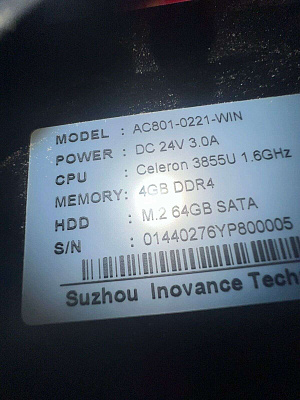 MODEL : AC801-0221-WIN
POWER : DC 24V 3.0A
CPU : Celeron 3855U 1.6GHz
MEMORY: 4GB DDR4
HDD : M.2 64GB SATA
S/N : 01440276YP800005
Suzhou Inovance Tech